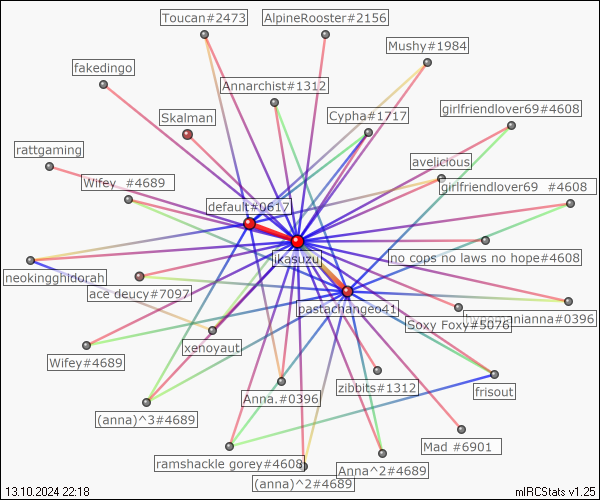 Toucan#2473
AlpineRooster#2156
Mushy#1984
fakedingo
Annarchist#1312
girlfriendlover69#4608
Skalman
Cypha#1717
rattgaming
avelicious
Wifey #4689
girlfriendlover69 #4608
default#0617
ikasuzu
no cops no laws no hope#4608
neokingghidorah
ace deucy#7097
pastachangeo41
#0396
Soxy Foxy#5076
xenoyaut
Wifey#4689
zibbits#1312
frisout
Anna.#0396
(anna)^3#4689
Mad #6901
ramshackle gorey#4608
Anna^2#4689
(anna)^2#4689
13.10.2024 22:18
mIRCStats v1.25